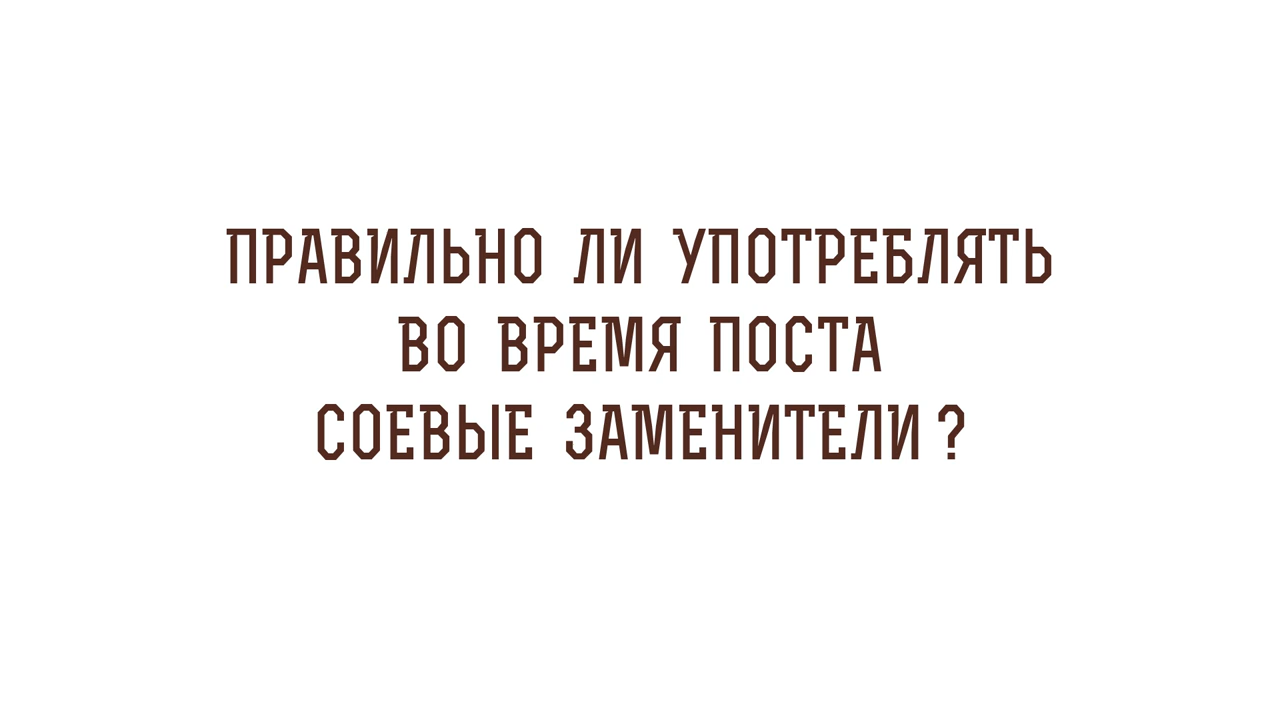 ПРАВИЛЬНО ЛИ УПОТРЕБЛЯТЬ
ВО ВРЕМЯ ПОСТА
СОЕВЫЕ ЗАМЕНИТЕЛИ ?